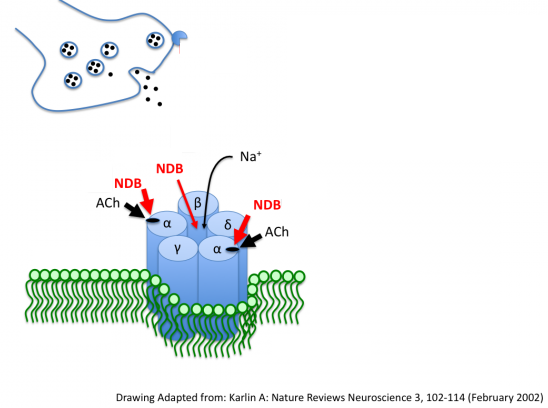 Na+
NDB
NDB
NDB
ACh
β
α
δ
ACh
γ
α
Drawing Adapted from: Karlin A: Nature Reviews Neuroscience 3, 102-114 (February 2002)